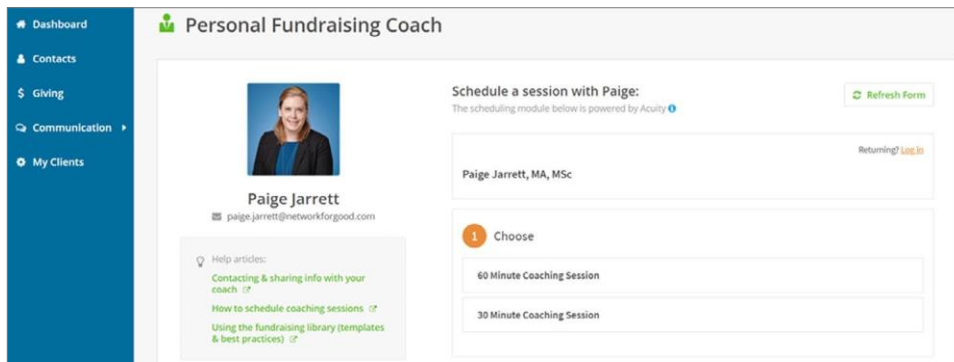 Dashboard
Contacts
Giving
Communication
My Clients
Personal Fundraising Coach
Paige Jarrett
paige.jarrett@networkforgood.com
Help articles:
Contacting & sharing info with your
coach
How to schedule coaching sessions
Using the fundraising library (templates
& best practices)
Schedule a session with Paige:
The scheduling module below is powered by Acuity
Refresh Form
Returning? Log in
Paige Jarrett, MA, MSc
1 Choose
60 Minute Coaching Session
30 Minute Coaching Session